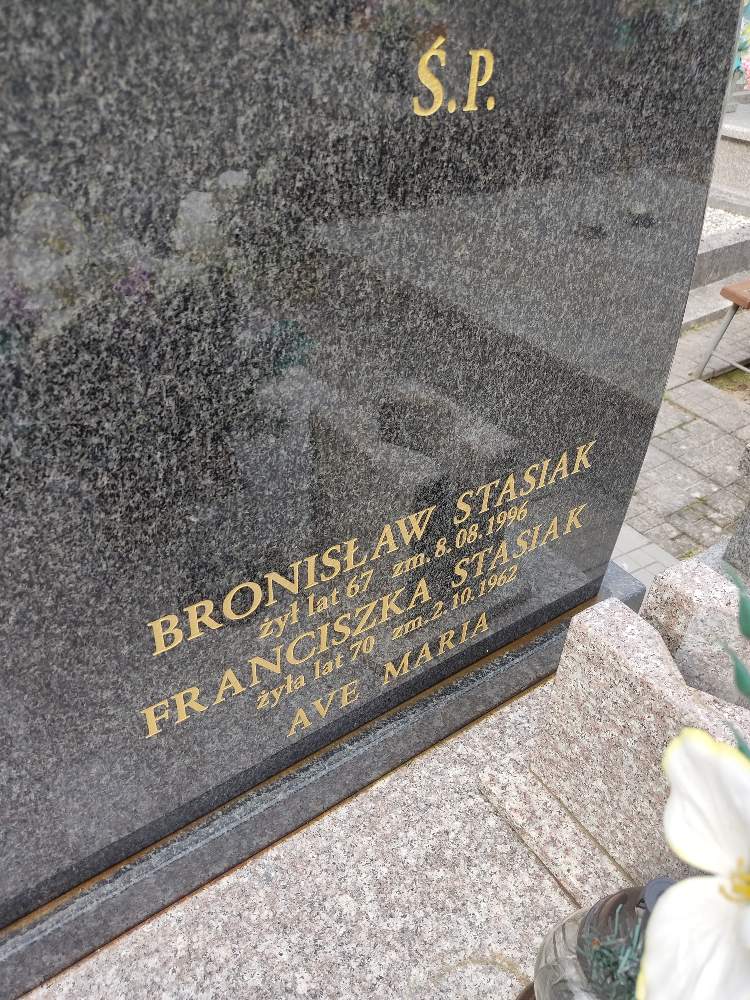 Ś.P.
BRONISŁAW STASIAK
żył lat 67 zm. 8.08.1996
FRANCISZKA STASIAK
żyła lat 70 zm. 2.10.1962
AVE MARIA